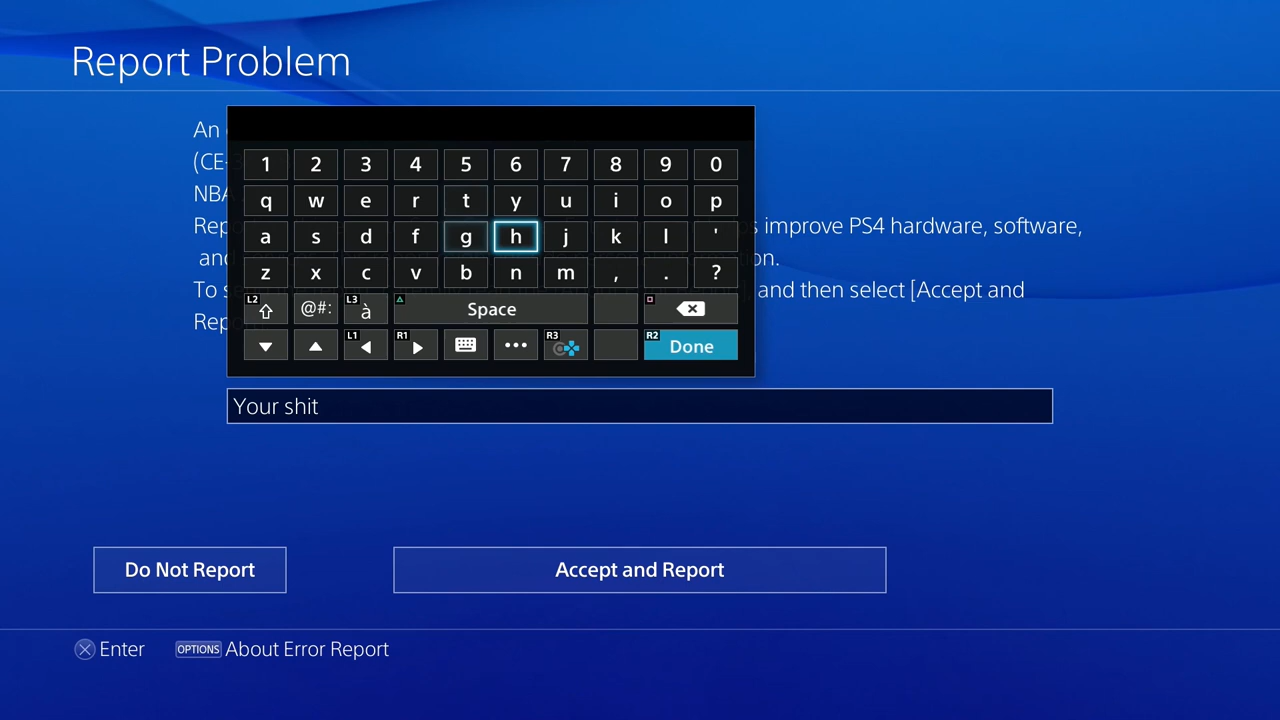 Report Problem
An
(CE-
NBA
Rep improve PS4 hardware, software,
and on.
To s , and then select [Accept and
Repo
1 2 3 4 5 6 7 8 9 0
q w e r t y u i o p
a s d f g h j k l '
z x c v b n m , . ?
L2 @#: L3 à Space
L1 R1 ••• R3 R2 Done
Your shit
Do Not Report
Accept and Report
Enter OPTIONS About Error Report